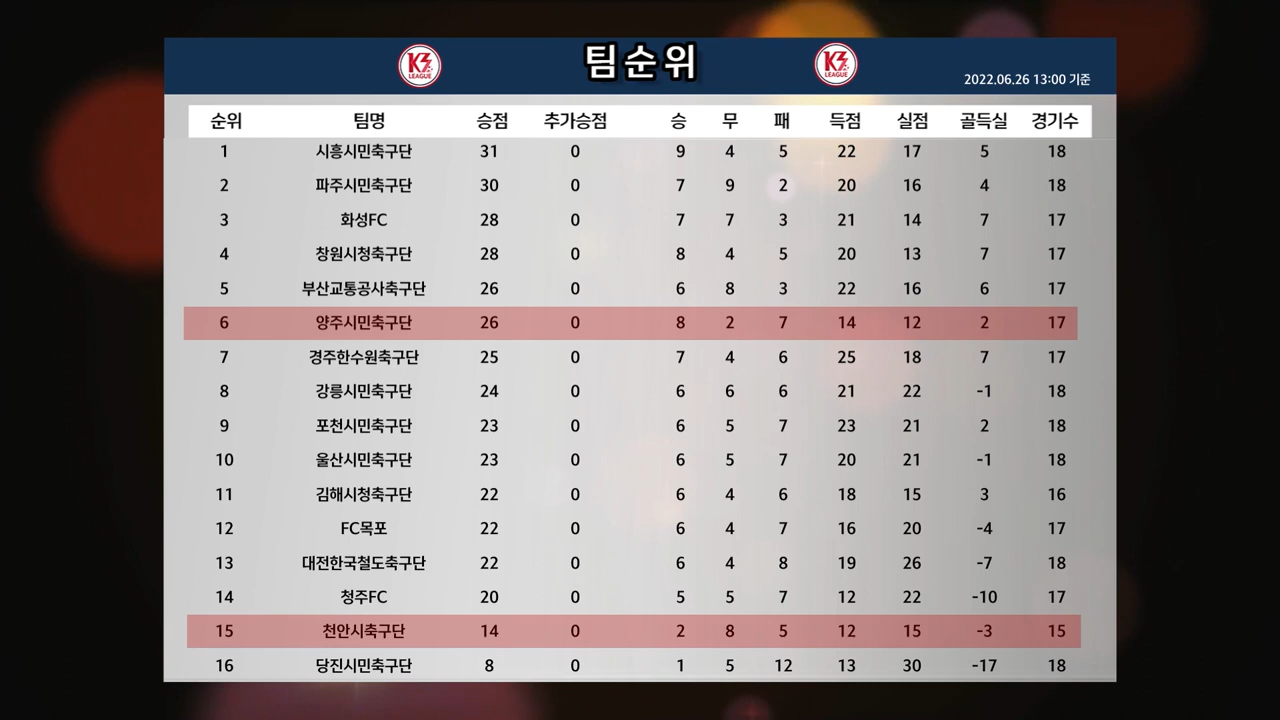 K3 LEAGUE 팀순위 K3 LEAGUE
2022.06.26 13:00 기준
순위 팀명 승점 추가승점 승 무 패 득점 실점 골득실 경기수
1 시흥시민축구단 31 0 9 4 5 22 17 5 18
2 파주시민축구단 30 0 7 9 2 20 16 4 18
3 화성FC 28 0 7 7 3 21 14 7 17
4 창원시청축구단 28 0 8 4 5 20 13 7 17
5 부산교통공사축구단 26 0 6 8 3 22 16 6 17
6 양주시민축구단 26 0 8 2 7 14 12 2 17
7 경주한수원축구단 25 0 7 4 6 25 18 7 17
8 강릉시민축구단 24 0 6 6 6 21 22 -1 18
9 포천시민축구단 23 0 6 5 7 23 21 2 18
10 울산시민축구단 23 0 6 5 7 20 21 -1 18
11 김해시청축구단 22 0 6 4 6 18 15 3 16
12 FC목포 22 0 6 4 7 16 20 -4 17
13 대전한국철도축구단 22 0 6 4 8 19 26 -7 18
14 청주FC 20 0 5 5 7 12 22 -10 17
15 천안시축구단 14 0 2 8 5 12 15 -3 15
16 당진시민축구단 8 0 1 5 12 13 30 -17 18